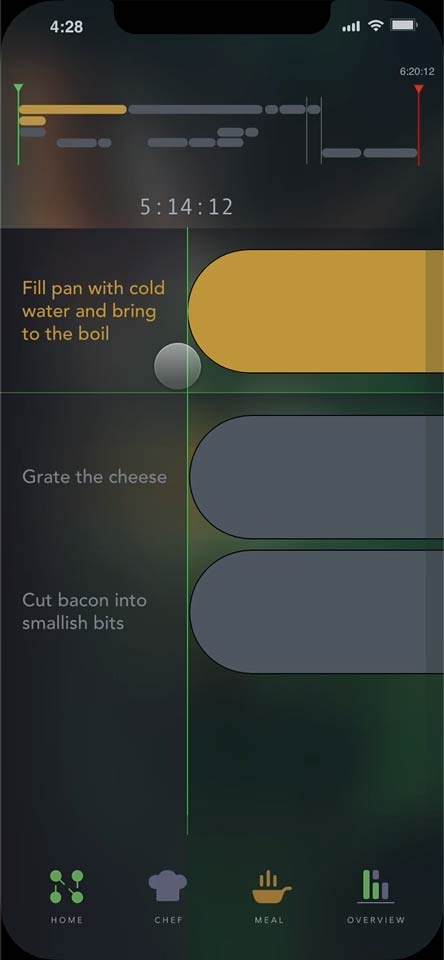 4:28
6:20:12
5:14:12
Fill pan with cold
water and bring
to the boil
Grate the cheese
Cut bacon into
smallish bits
HOME CHEF MEAL OVERVIEW